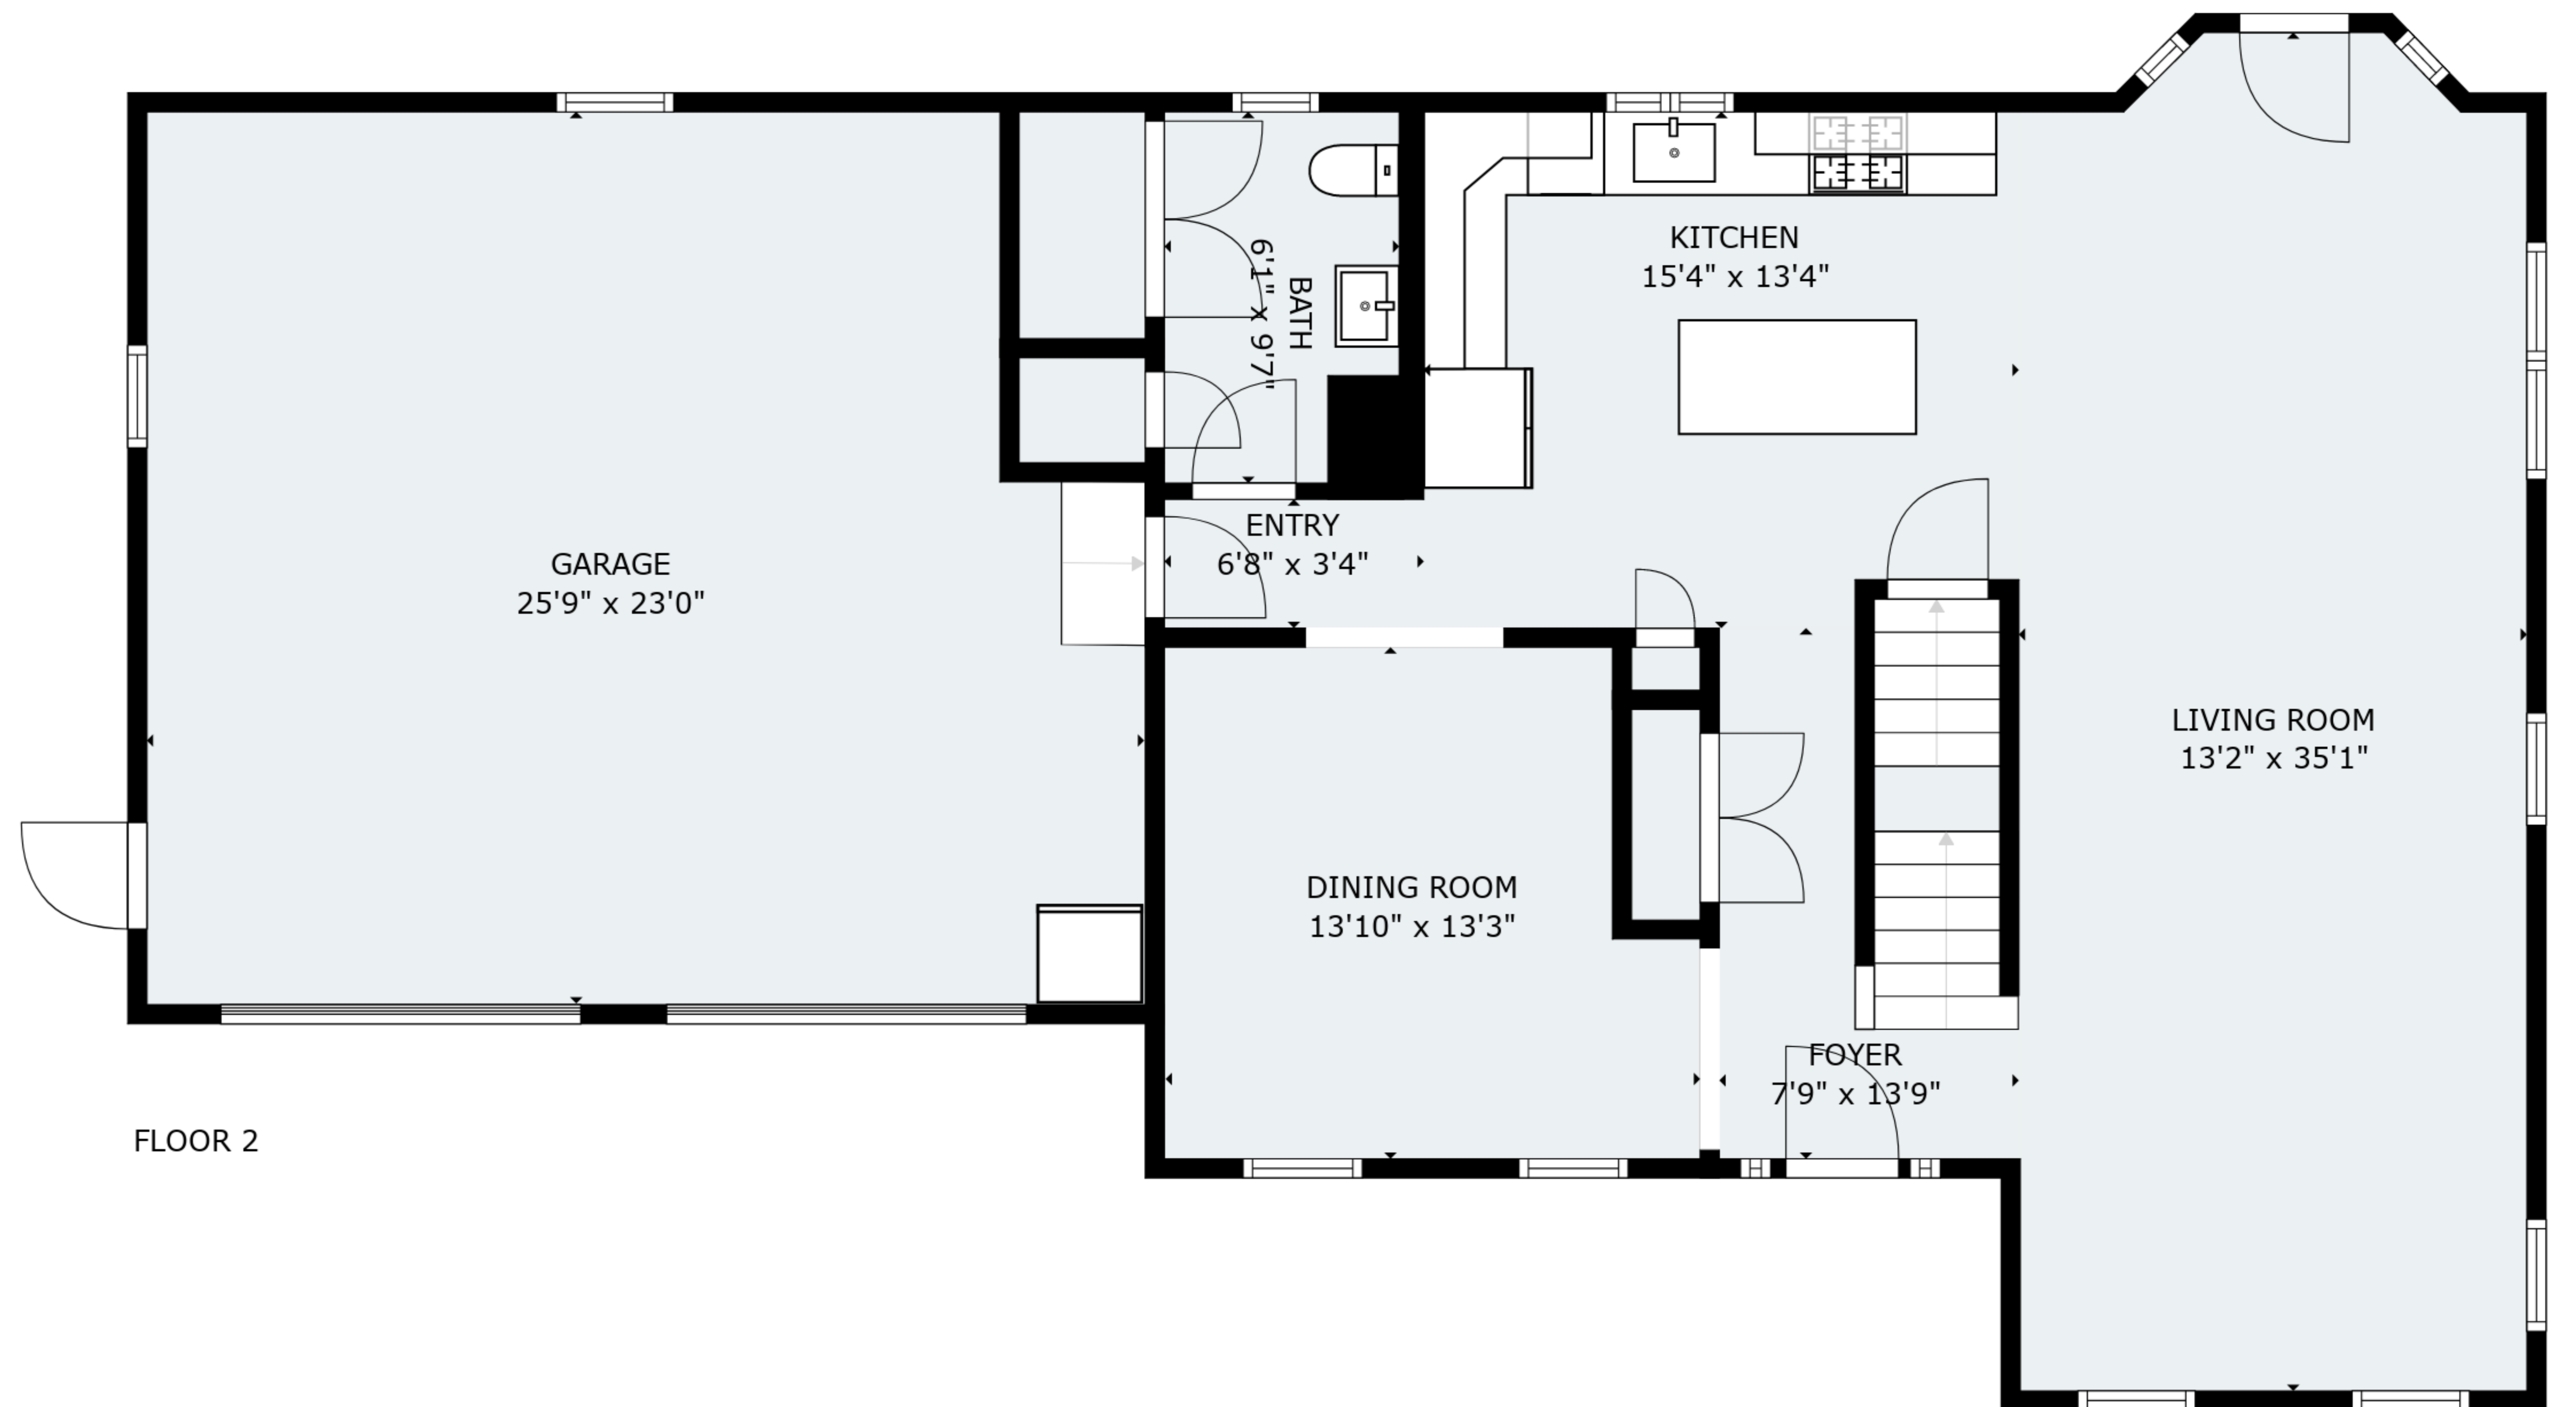 KITCHEN
15'4" x 13'4"
BATH
6'1" x 9'7"
ENTRY
6'8" x 3'4"
GARAGE
25'9" x 23'0"
LIVING ROOM
13'2" x 35'1"
DINING ROOM
13'10" x 13'3"
FOYER
7'9" x 13'9"
FLOOR 2